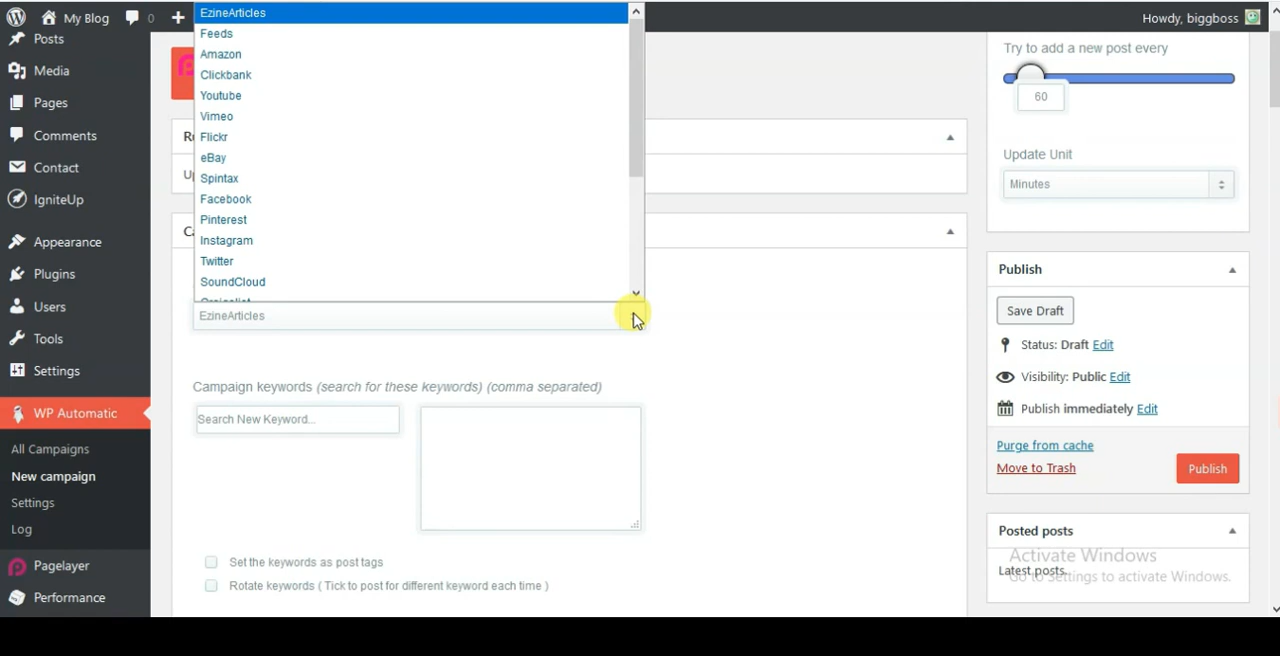 My Blog
0
Howdy, biggboss
Posts
Media
Pages
Comments
Contact
IgniteUp
Appearance
Plugins
Users
Tools
Settings
WP Automatic
All Campaigns
New campaign
Settings
Log
Pagelayer
Performance
EzineArticles
Feeds
Amazon
Clickbank
Youtube
Vimeo
Flickr
eBay
Spintax
Facebook
Pinterest
Instagram
Twitter
SoundCloud
EzineArticles
Campaign keywords (search for these keywords) (comma separated)
Search New Keyword...
Set the keywords as post tags
Rotate keywords ( Tick to post for different keyword each time )
Try to add a new post every
60
Update Unit
Minutes
Publish
Save Draft
Status: Draft Edit
Visibility: Public Edit
Publish immediately Edit
Purge from cache
Move to Trash
Publish
Posted posts
Latest posts..
Activate Windows
Go to Settings to activate Windows.